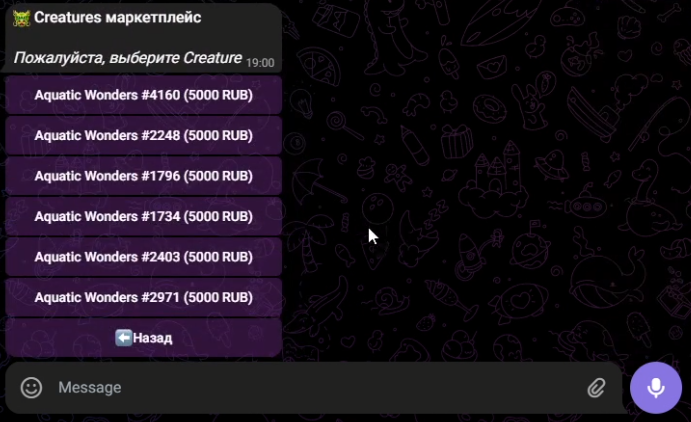 Creatures маркетплейс
Пожалуйста, выберите Creature 19:00
Aquatic Wonders #4160 (5000 RUB)
Aquatic Wonders #2248 (5000 RUB)
Aquatic Wonders #1796 (5000 RUB)
Aquatic Wonders #1734 (5000 RUB)
Aquatic Wonders #2403 (5000 RUB)
Aquatic Wonders #2971 (5000 RUB)
⬅️Назад
Message